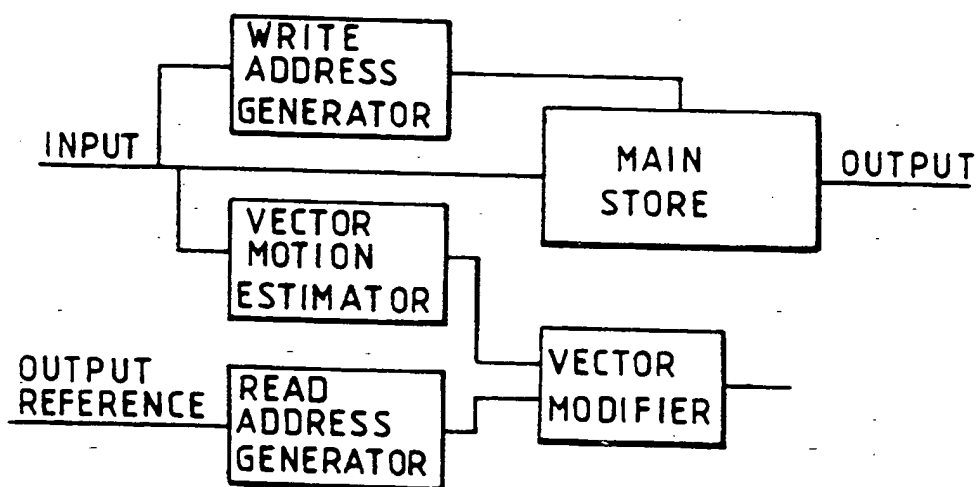 WRITE
ADDRESS
GENERATOR
INPUT
MAIN
STORE
OUTPUT
VECTOR
MOTION
ESTIMATOR
OUTPUT
REFERENCE
READ
ADDRESS
GENERATOR
VECTOR
MODIFIER